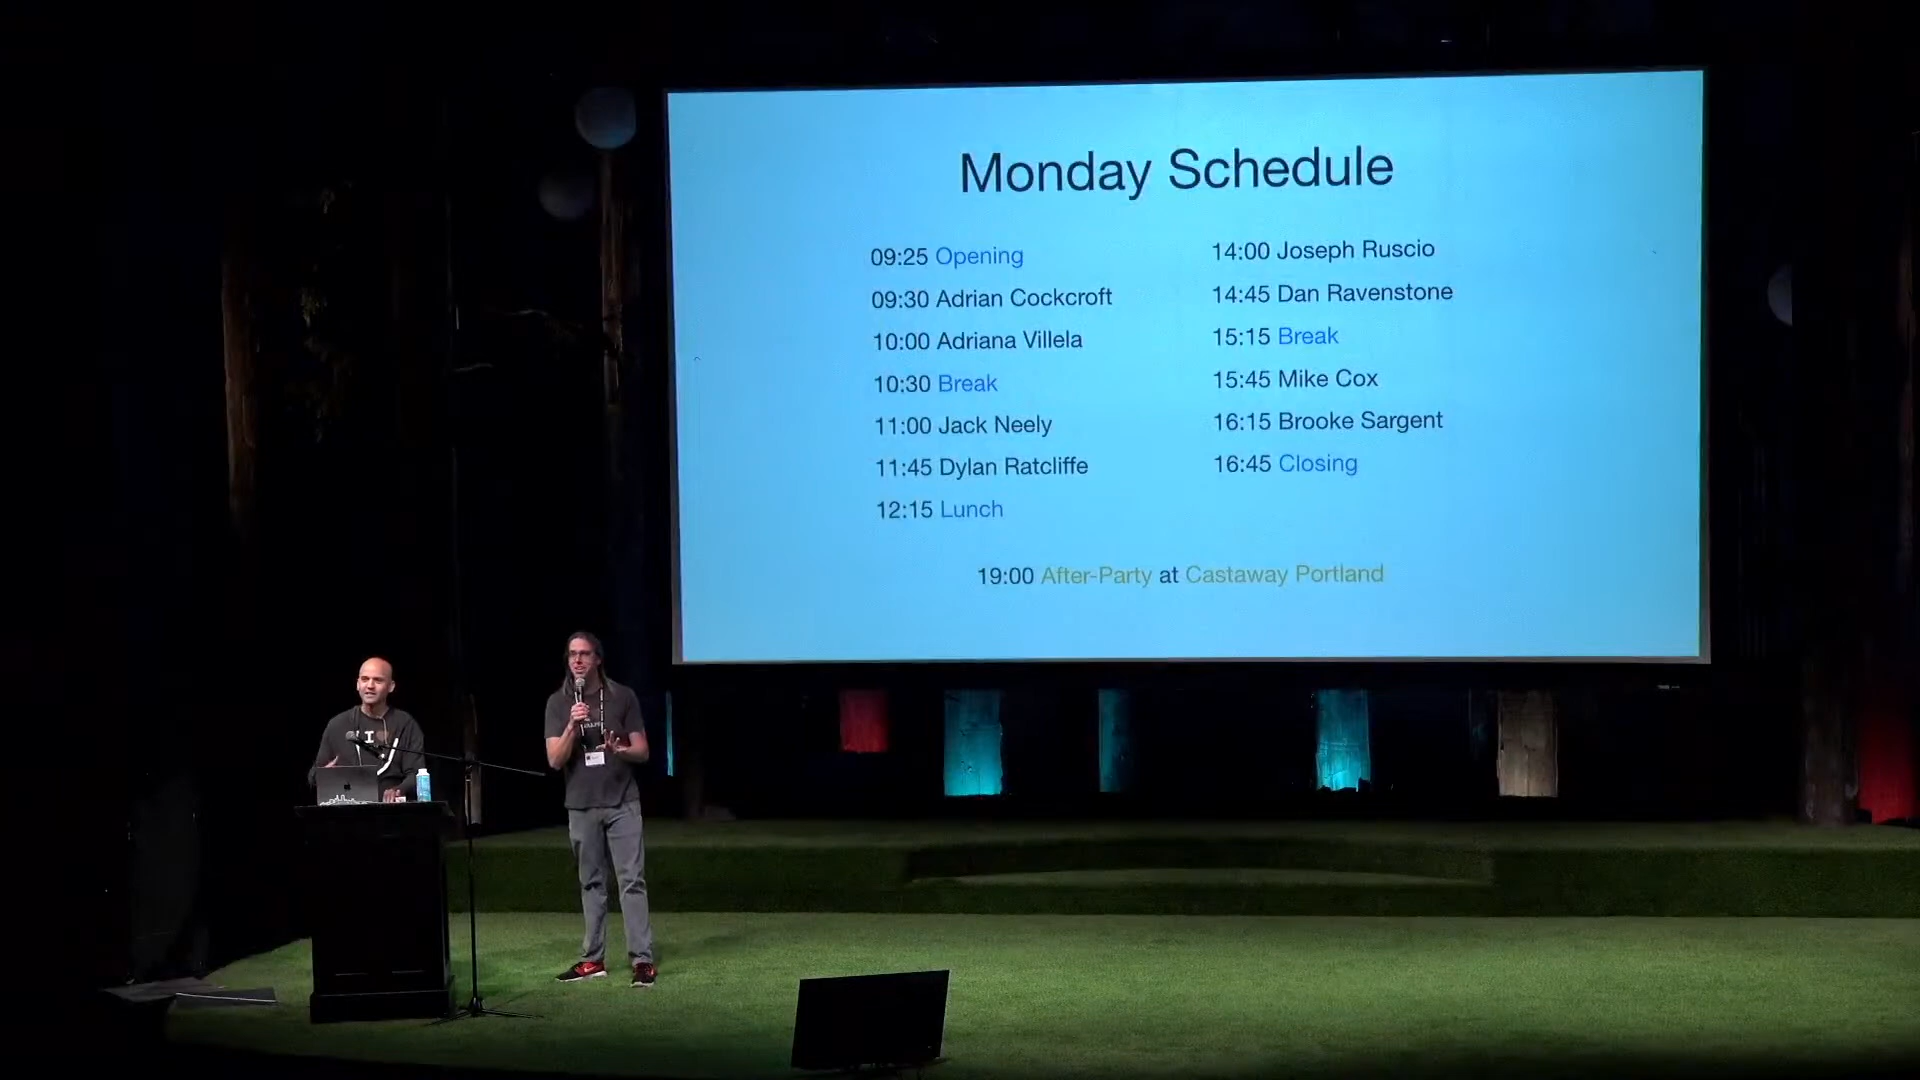 Monday Schedule
09:25 Opening
09:30 Adrian Cockcroft
10:00 Adriana Villela
10:30 Break
11:00 Jack Neely
11:45 Dylan Ratcliffe
12:15 Lunch
14:00 Joseph Ruscio
14:45 Dan Ravenstone
15:15 Break
15:45 Mike Cox
16:15 Brooke Sargent
16:45 Closing
19:00 After-Party at Castaway Portland
I